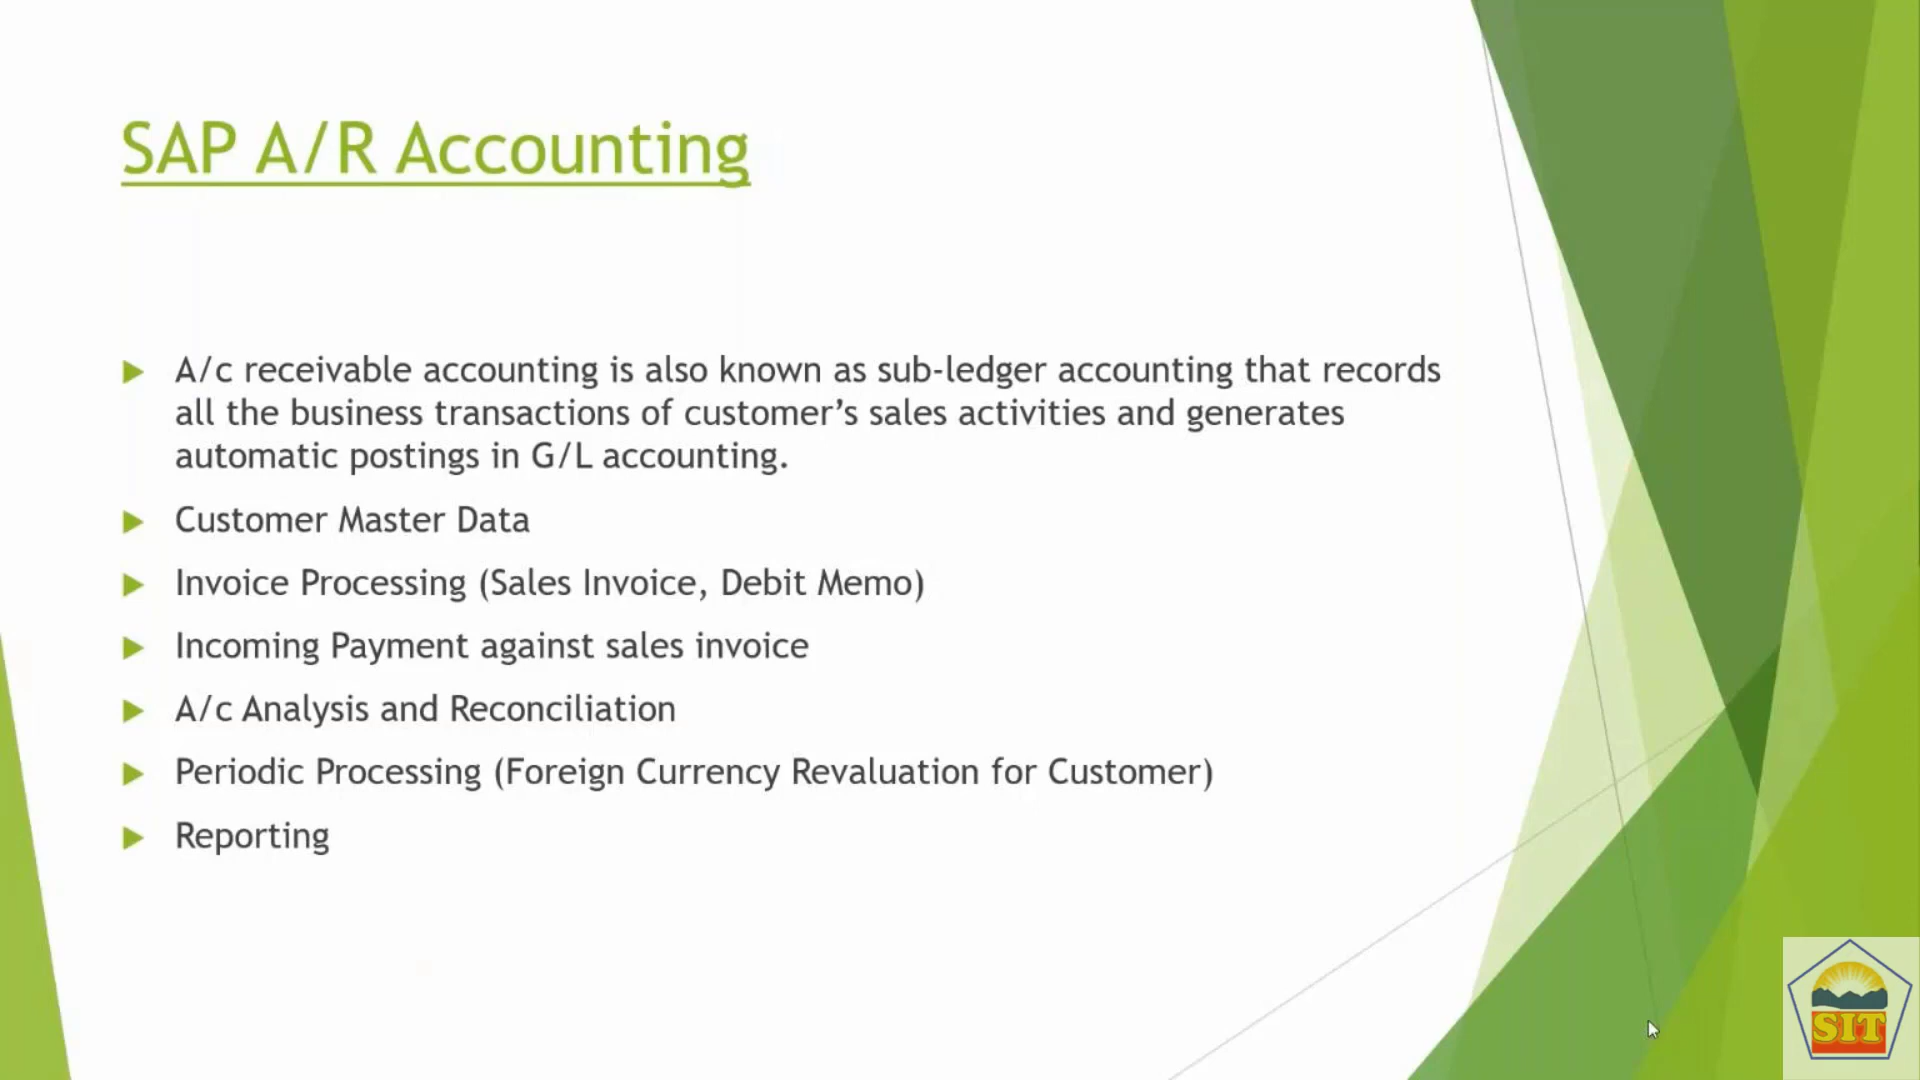 SAP A/R Accounting
A/c receivable accounting is also known as sub-ledger accounting that records
all the business transactions of customer’s sales activities and generates
automatic postings in G/L accounting.
Customer Master Data
Invoice Processing (Sales Invoice, Debit Memo)
Incoming Payment against sales invoice
A/c Analysis and Reconciliation
Periodic Processing (Foreign Currency Revaluation for Customer)
Reporting
SIT